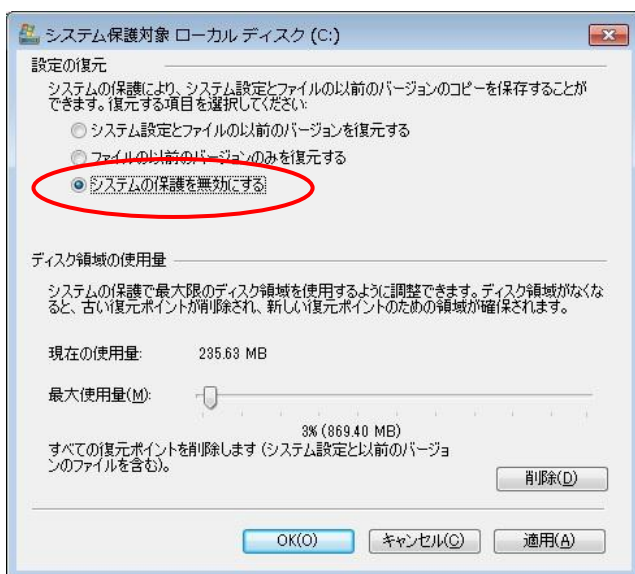 システム保護対象 ローカル ディスク (C:)
設定の復元
システムの保護により、システム設定とファイルの以前のバージョンのコピーを保存することが
できます。復元する項目を選択してください:
システム設定とファイルの以前のバージョンを復元する
ファイルの以前のバージョンのみを復元する
システムの保護を無効にする
ディスク領域の使用量
システムの保護で最大限のディスク領域を使用するように調整できます。ディスク領域がなくな
ると、古い復元ポイントが削除され、新しい復元ポイントのための領域が確保されます。
現在の使用量: 235.63 MB
最大使用量(M):
3% (869.40 MB)
すべての復元ポイントを削除します (システム設定と以前のバージョ
ンのファイルを含む)。
削除(D)
OK(O) キャンセル(C) 適用(A)